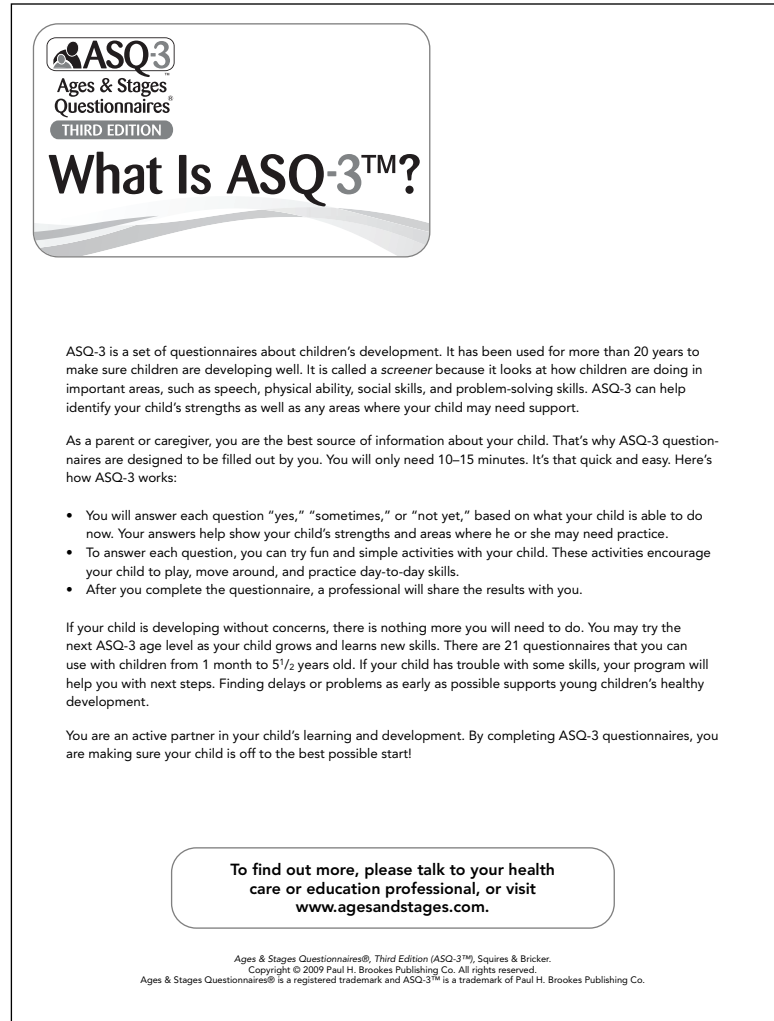 ASQ-3™
Ages & Stages
Questionnaires®
THIRD EDITION
What Is ASQ-3™?
ASQ-3 is a set of questionnaires about children’s development. It has been used for more than 20 years to
make sure children are developing well. It is called a screener because it looks at how children are doing in
important areas, such as speech, physical ability, social skills, and problem-solving skills. ASQ-3 can help
identify your child’s strengths as well as any areas where your child may need support.
As a parent or caregiver, you are the best source of information about your child. That’s why ASQ-3 question-
naires are designed to be filled out by you. You will only need 10–15 minutes. It’s that quick and easy. Here’s
how ASQ-3 works:
• You will answer each question “yes,” “sometimes,” or “not yet,” based on what your child is able to do
now. Your answers help show your child’s strengths and areas where he or she may need practice.
• To answer each question, you can try fun and simple activities with your child. These activities encourage
your child to play, move around, and practice day-to-day skills.
• After you complete the questionnaire, a professional will share the results with you.
If your child is developing without concerns, there is nothing more you will need to do. You may try the
next ASQ-3 age level as your child grows and learns new skills. There are 21 questionnaires that you can
use with children from 1 month to 5¹/₂ years old. If your child has trouble with some skills, your program will
help you with next steps. Finding delays or problems as early as possible supports young children’s healthy
development.
You are an active partner in your child’s learning and development. By completing ASQ-3 questionnaires, you
are making sure your child is off to the best possible start!
To find out more, please talk to your health
care or education professional, or visit
www.agesandstages.com.
Ages & Stages Questionnaires®, Third Edition (ASQ-3™), Squires & Bricker.
Copyright © 2009 Paul H. Brookes Publishing Co. All rights reserved.
Ages & Stages Questionnaires® is a registered trademark and ASQ-3™ is a trademark of Paul H. Brookes Publishing Co.